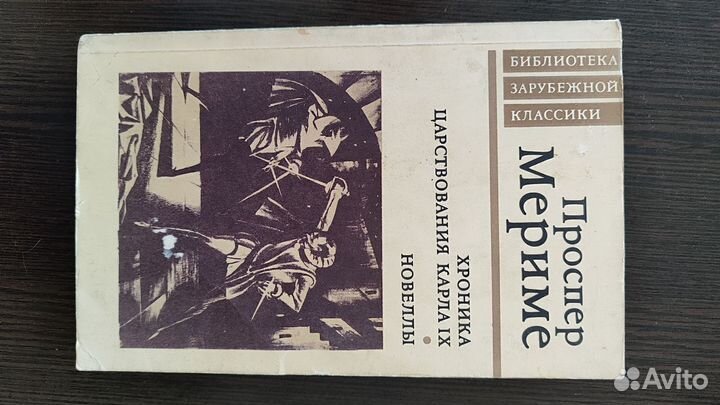 БИБЛИОТЕКА
ЗАРУБЕЖНОЙ
КЛАССИКИ
Проспер
Мериме
ХРОНИКА
ЦАРСТВОВАНИЯ КАРЛА IX •
НОВЕЛЛЫ
Avito